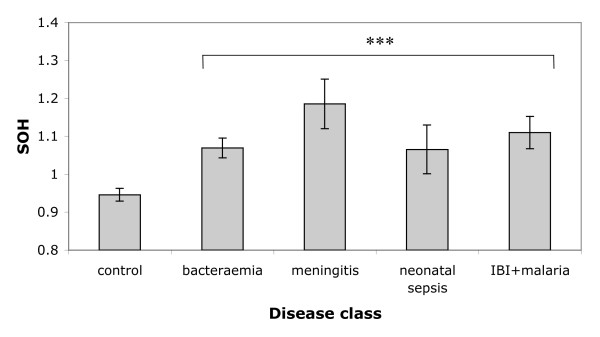 1.4
1.3
1.2
1.1
1
0.9
0.8
SOH
***
control
bacteraemia
meningitis
neonatal
sepsis
IBI+malaria
Disease class